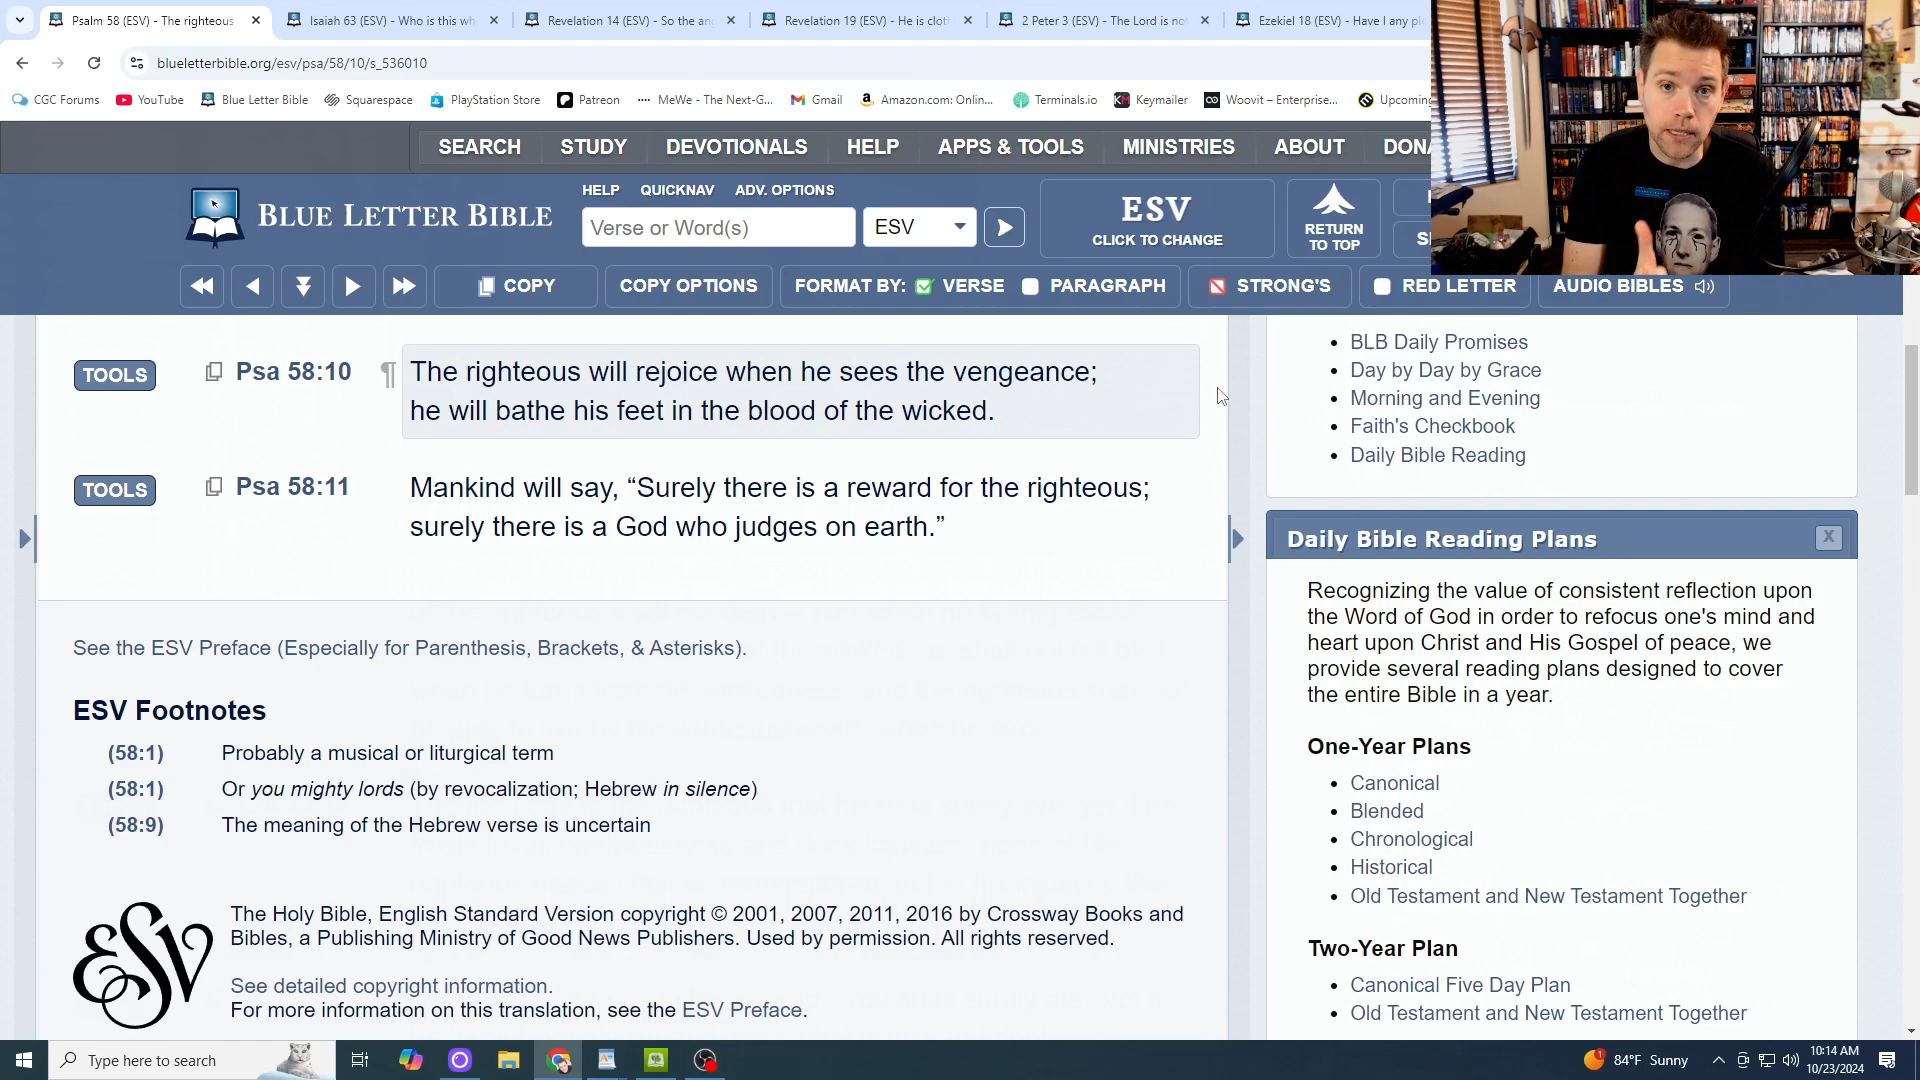 Psalm 58 (ESV) - The righteous
Isaiah 63 (ESV) - Who is this wh
Revelation 14 (ESV) - So the an
Revelation 19 (ESV) - He is cloth
2 Peter 3 (ESV) - The Lord is no
Ezekiel 18 (ESV) - Have I any ple
blueletterbible.org/esv/psa/58/10/s_536010
CGC Forums
YouTube
Blue Letter Bible
Squarespace
PlayStation Store
Patreon
MeWe - The Next-G...
Gmail
Amazon.com: Onlin...
Terminals.io
Keymailer
Woovit – Enterprise...
Upcoming
SEARCH
STUDY
DEVOTIONALS
HELP
APPS & TOOLS
MINISTRIES
ABOUT
DON
BLUE LETTER BIBLE
HELP
QUICKNAV
ADV. OPTIONS
Verse or Word(s)
ESV
ESV
CLICK TO CHANGE
RETURN
TO TOP
COPY
COPY OPTIONS
FORMAT BY:
VERSE
PARAGRAPH
STRONG'S
RED LETTER
AUDIO BIBLES
TOOLS
Psa 58:10
¶
The righteous will rejoice when he sees the vengeance;
he will bathe his feet in the blood of the wicked.
TOOLS
Psa 58:11
Mankind will say, “Surely there is a reward for the righteous;
surely there is a God who judges on earth.”
See the ESV Preface (Especially for Parenthesis, Brackets, & Asterisks).
ESV Footnotes
(58:1) Probably a musical or liturgical term
(58:1) Or you mighty lords (by revocalization; Hebrew in silence)
(58:9) The meaning of the Hebrew verse is uncertain
ESV
The Holy Bible, English Standard Version copyright © 2001, 2007, 2011, 2016 by Crossway Books and
Bibles, a Publishing Ministry of Good News Publishers. Used by permission. All rights reserved.
See detailed copyright information.
For more information on this translation, see the ESV Preface.
BLB Daily Promises
Day by Day by Grace
Morning and Evening
Faith's Checkbook
Daily Bible Reading
Daily Bible Reading Plans
X
Recognizing the value of consistent reflection upon
the Word of God in order to refocus one's mind and
heart upon Christ and His Gospel of peace, we
provide several reading plans designed to cover
the entire Bible in a year.
One-Year Plans
Canonical
Blended
Chronological
Historical
Old Testament and New Testament Together
Two-Year Plan
Canonical Five Day Plan
Old Testament and New Testament Together
Type here to search
1
84°F Sunny
10:14 AM
10/23/2024